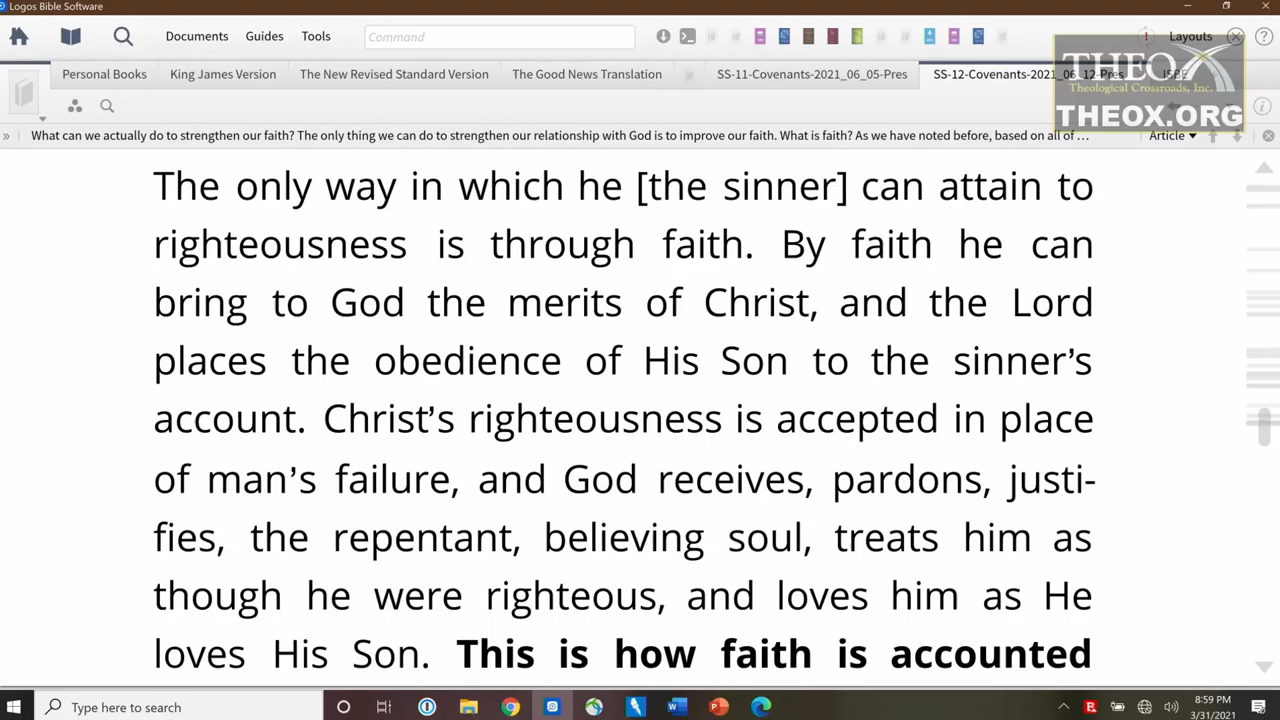 Logos Bible Software
Documents Guides Tools Command Layouts
Personal Books King James Version The New Revised Standard Version The Good News Translation SS-11-Covenants-2021_06_05-Pres SS-12-Covenants-2021_06_12-Pres ISBE
THEOX
Theological Crossroads, Inc.
THEOX.ORG
What can we actually do to strengthen our faith? The only thing we can do to strengthen our relationship with God is to improve our faith. What is faith? As we have noted before, based on all of … Article
The only way in which he [the sinner] can attain to
righteousness is through faith. By faith he can
bring to God the merits of Christ, and the Lord
places the obedience of His Son to the sinner’s
account. Christ’s righteousness is accepted in place
of man’s failure, and God receives, pardons, justi-
fies, the repentant, believing soul, treats him as
though he were righteous, and loves him as He
loves His Son. This is how faith is accounted
Type here to search
8:59 PM
3/31/2021